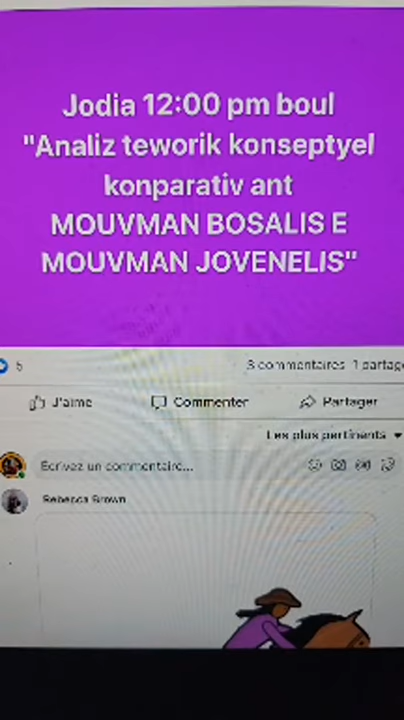 Jodia 12:00 pm boul
"Analiz teworik konseptyel
konparativ ant
MOUVMAN BOSALIS E
MOUVMAN JOVENELIS"
5
3 commentaires 1 partage
J'aime Commenter Partager
Les plus pertinents
Écrivez un commentaire...
Rebecca Brown